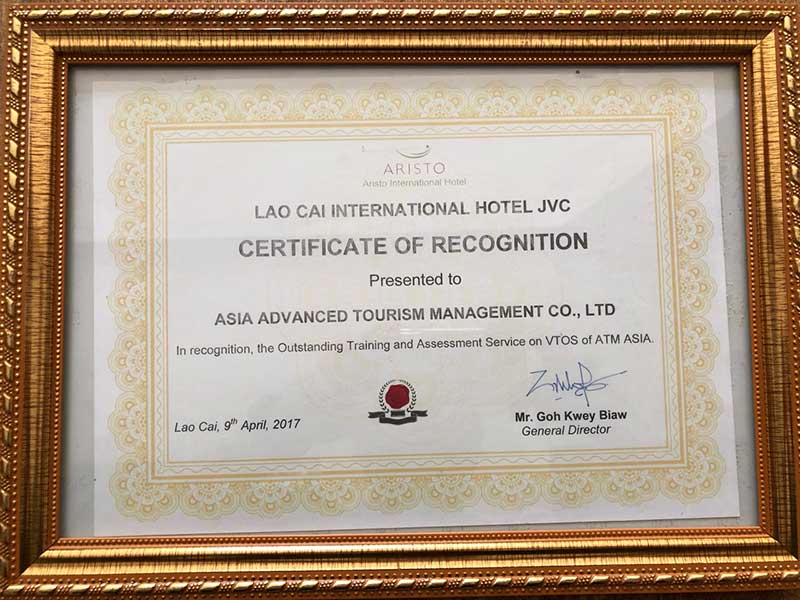 ARISTO
Aristo International Hotel
LAO CAI INTERNATIONAL HOTEL JVC
CERTIFICATE OF RECOGNITION
Presented to
ASIA ADVANCED TOURISM MANAGEMENT CO., LTD
In recognition, the Outstanding Training and Assessment Service on VTOS of ATM ASIA.
Lao Cai, 9th April, 2017
Mr. Goh Kwey Biaw
General Director